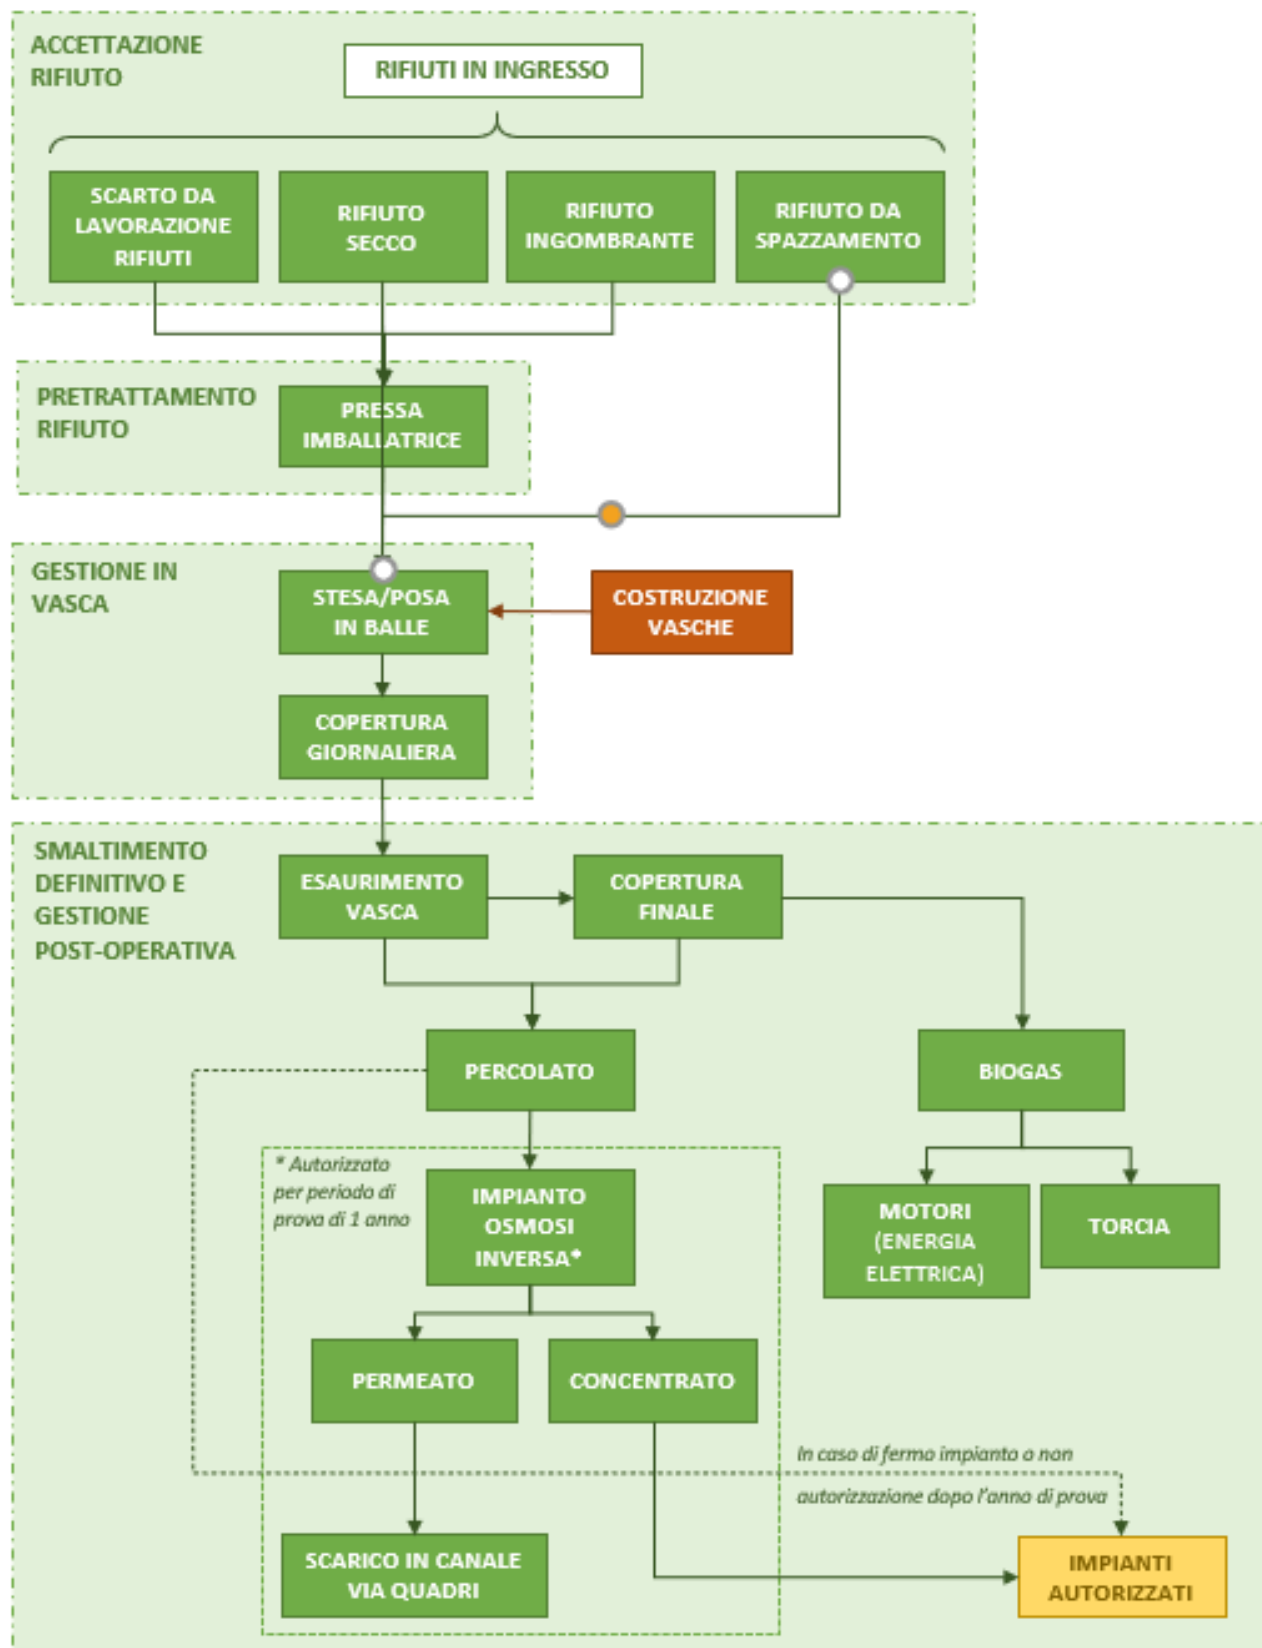 ACCETTAZIONE
RIFIUTO
RIFIUTI IN INGRESSO
SCARTO DA
LAVORAZIONE
RIFIUTI
RIFIUTO
SECCO
RIFIUTO
INGOMBRANTE
RIFIUTO DA
SPAZZAMENTO
PRETRATTAMENTO
RIFIUTO
PRESSA
IMBALLATRICE
GESTIONE IN
VASCA
STESA/POSA
IN BALLE
COSTRUZIONE
VASCHE
COPERTURA
GIORNALIERA
SMALTIMENTO
DEFINITIVO E
GESTIONE
POST-OPERATIVA
ESAURIMENTO
VASCA
COPERTURA
FINALE
PERCOLATO
BIOGAS
* Autorizzato
per periodo di
prova di 1 anno
IMPIANTO
OSMOSI
INVERSA*
MOTORI
(ENERGIA
ELETTRICA)
TORCIA
PERMEATO
CONCENTRATO
In caso di fermo impianto o non
autorizzazione dopo l'anno di prova
SCARICO IN CANALE
VIA QUADRI
IMPIANTI
AUTORIZZATI